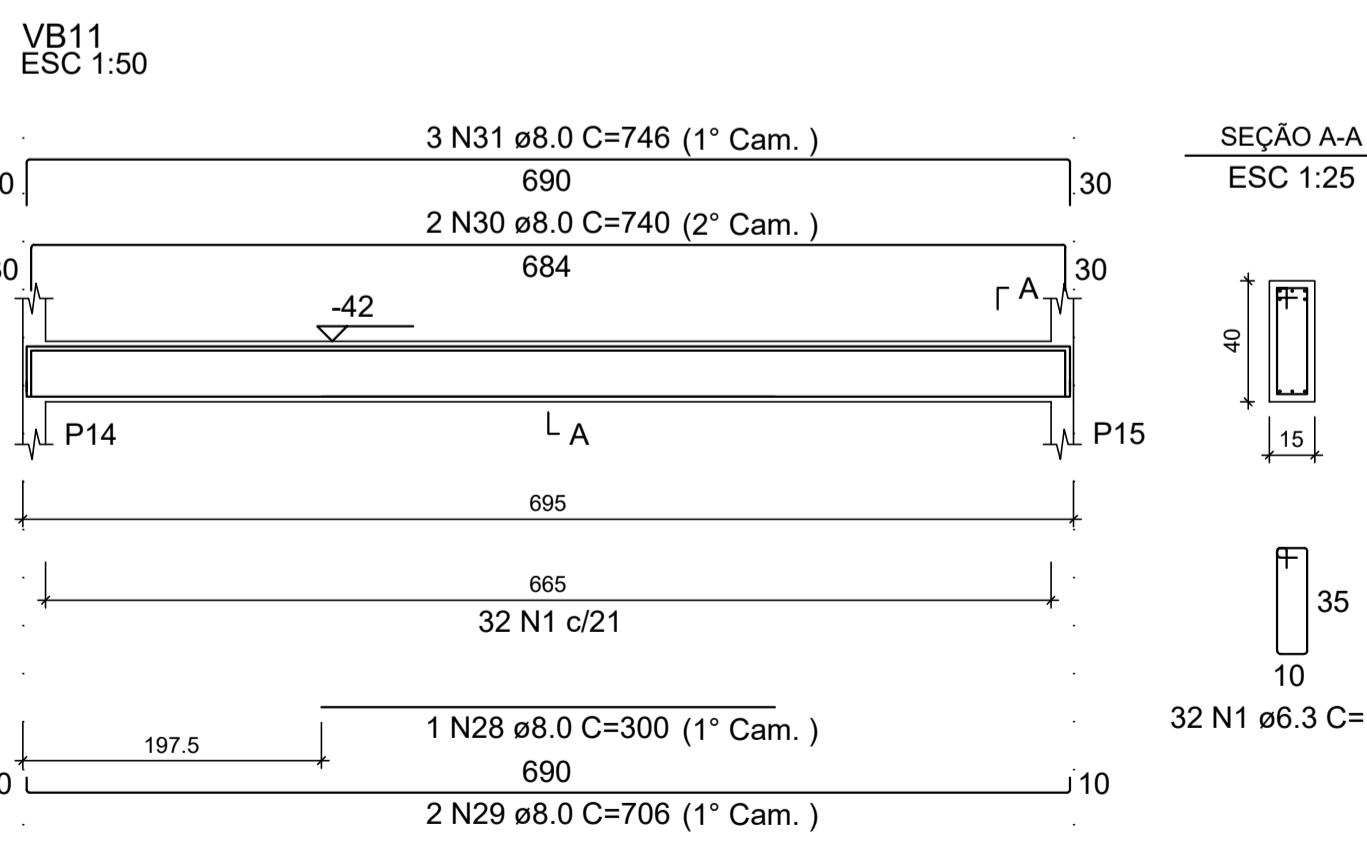 VB11
ESC 1:50
3 N31 ø8.0 C=746 (1° Cam. )
SEÇÃO A-A
ESC 1:25
690
30
2 N30 ø8.0 C=740 (2° Cam. )
684
30
A
-42
40
P14
A
P15
15
695
665
32 N1 c/21
35
10
32 N1 ø6.3 C=
1 N28 ø8.0 C=300 (1° Cam. )
197.5
690
10
2 N29 ø8.0 C=706 (1° Cam. )